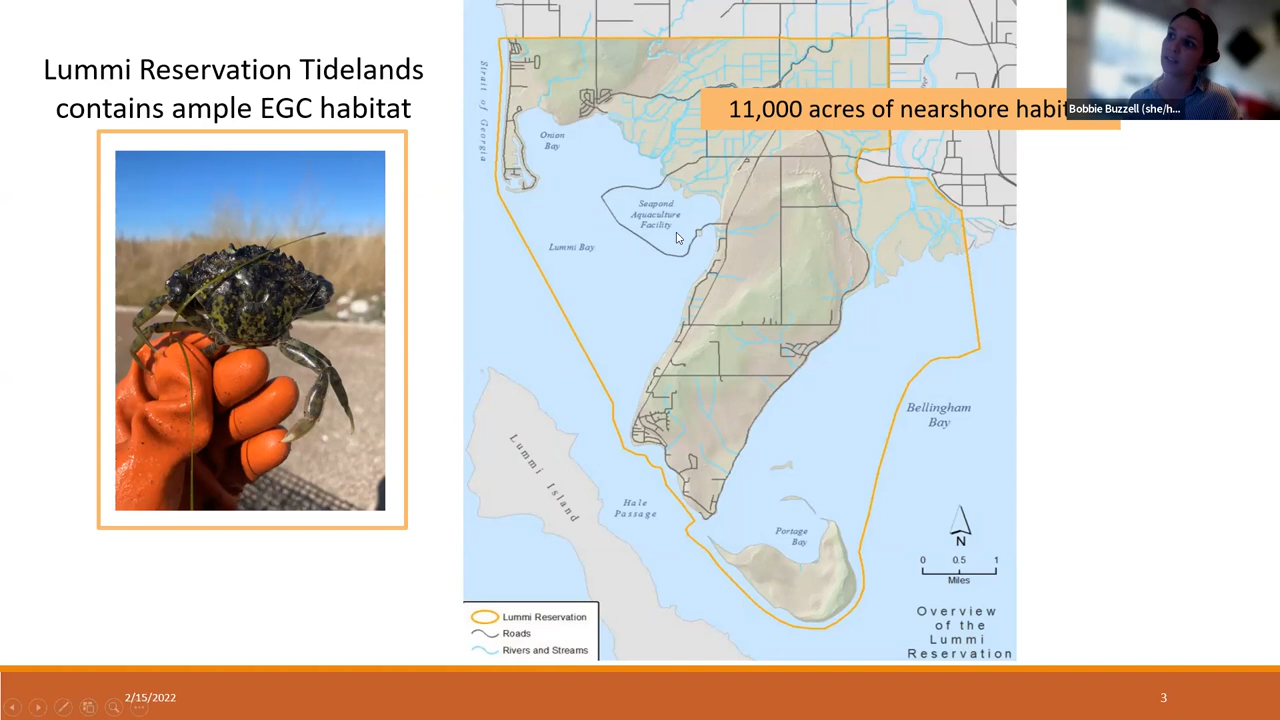 Lummi Reservation Tidelands
contains ample EGC habitat
11,000 acres of nearshore habit
Bobbie Buzzell (she/h...
Strait of Georgia
Onion
Bay
Seapond
Aquaculture
Facility
Lummi Bay
Bellingham
Bay
Lummi Island
Hale
Passage
Portage
Bay
N
0 0.5 1
Miles
Lummi Reservation
Roads
Rivers and Streams
Overview
of the
Lummi
Reservation
2/15/2022
3